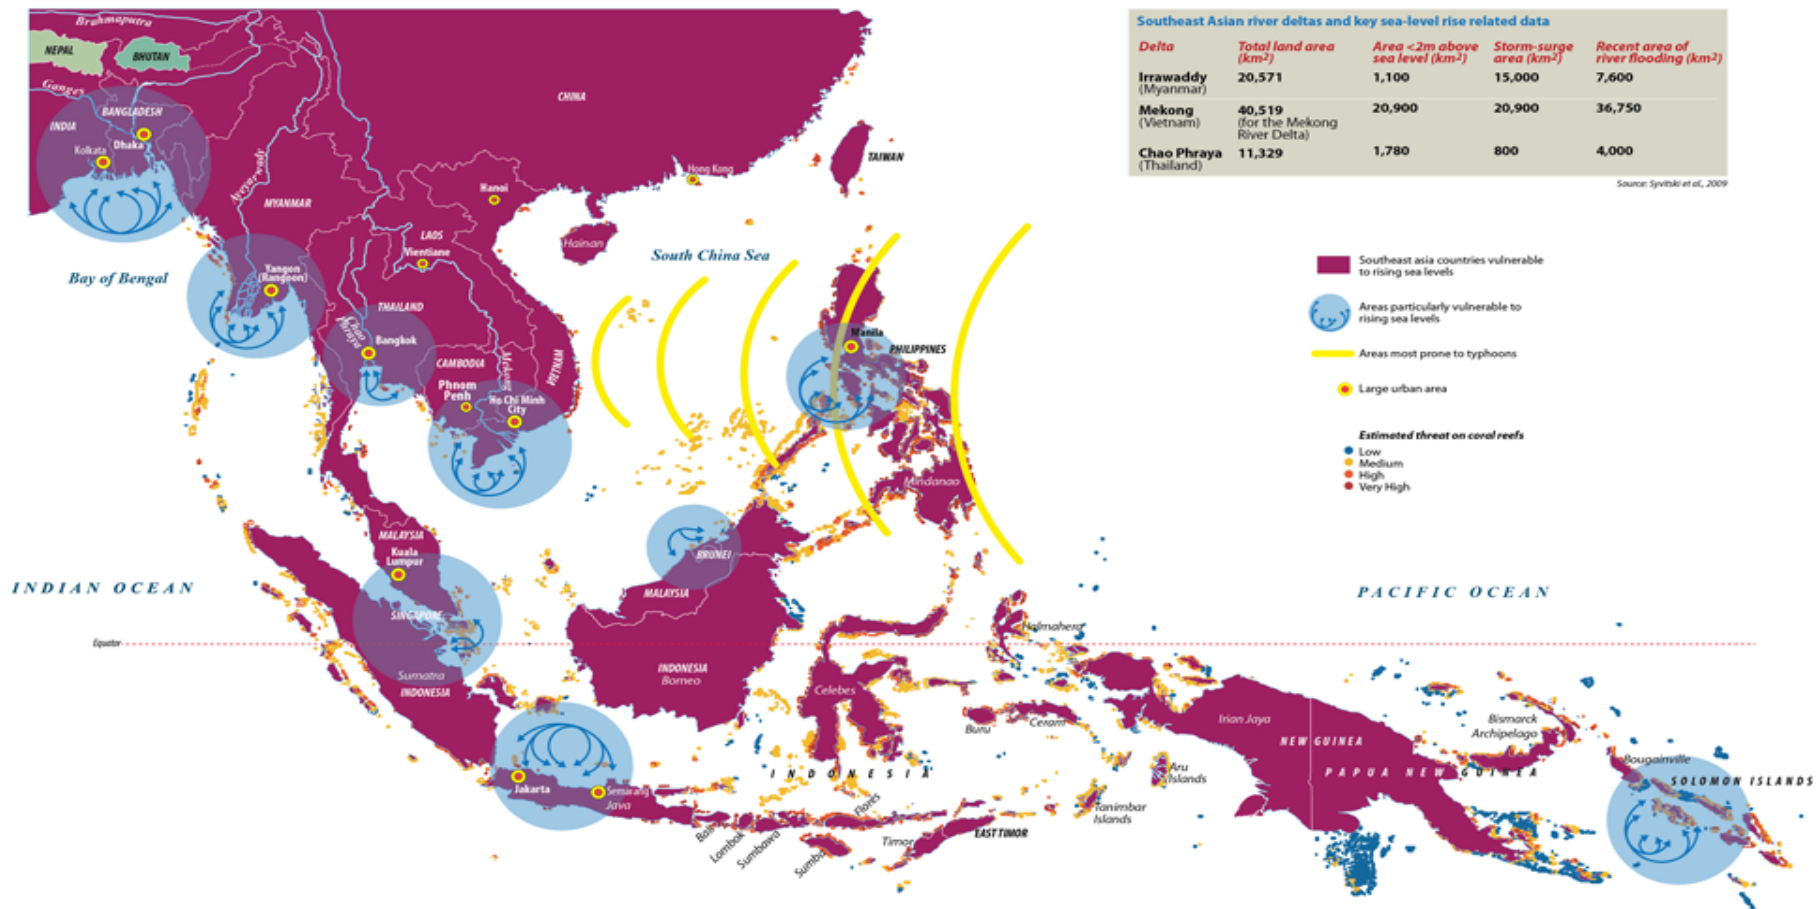 Southeast Asian river deltas and key sea-level rise related data
Delta
Total land area
(km²)
Area <2m above
sea level (km²)
Storm-surge
area (km²)
Recent area of
river flooding (km²)
Irrawaddy
(Myanmar)
20,571
1,100
15,000
7,600
Mekong
(Vietnam)
40,519
(for the Mekong
River Delta)
20,900
20,900
36,750
Chao Phraya
(Thailand)
11,329
1,780
800
4,000
Source: Syvitski et al., 2009
Southeast asia countries vulnerable
to rising sea levels
Areas particularly vulnerable to
rising sea levels
Areas most prone to typhoons
Large urban area
Estimated threat on coral reefs
Low
Medium
High
Very High
Brahmaputra
NEPAL
BHUTAN
Ganges
BANGLADESH
INDIA
Kolkata
Dhaka
CHINA
TAIWAN
Hong Kong
Ayeyarwady
MYANMAR
Hanoi
LAOS
Vientiane
Hainan
South China Sea
Bay of Bengal
Yangon
(Rangoon)
THAILAND
Chao
Phraya
Bangkok
CAMBODIA
Mekong
VIETNAM
Phnom
Penh
Ho Chi Minh
City
Manila
PHILIPPINES
Mindanao
MALAYSIA
Kuala
Lumpur
BRUNEI
MALAYSIA
INDIAN OCEAN
PACIFIC OCEAN
SINGAPORE
Equator
Halmahera
Sumatra
INDONESIA
INDONESIA
Borneo
Celebes
Buru
Ceram
Irian Jaya
NEW GUINEA
Bismarck
Archipelago
PAPUA NEW GUINEA
Bougainville
SOLOMON ISLANDS
INDONESIA
Aru
Islands
Tanimbar
Islands
Jakarta
Semarang
Java
Bali
Lombok
Sumbawa
Sumba
Flores
Timor
EAST TIMOR